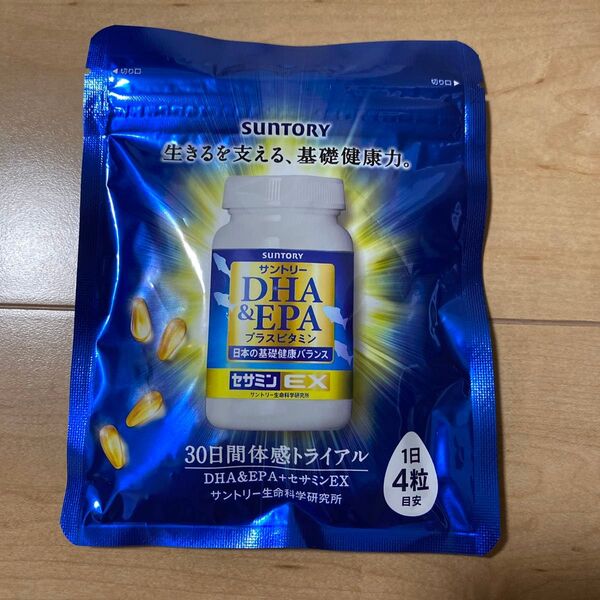 ◁切り口
切り口▷
SUNTORY
生きるを支える、基礎健康力。
SUNTORY
サントリー
DHA
&EPA
プラスビタミン
日本の基礎健康バランス
セサミンEX
サントリー生命科学研究所
30日間体感トライアル
DHA&EPA+セサミンEX
サントリー生命科学研究所
1日
4粒
目安